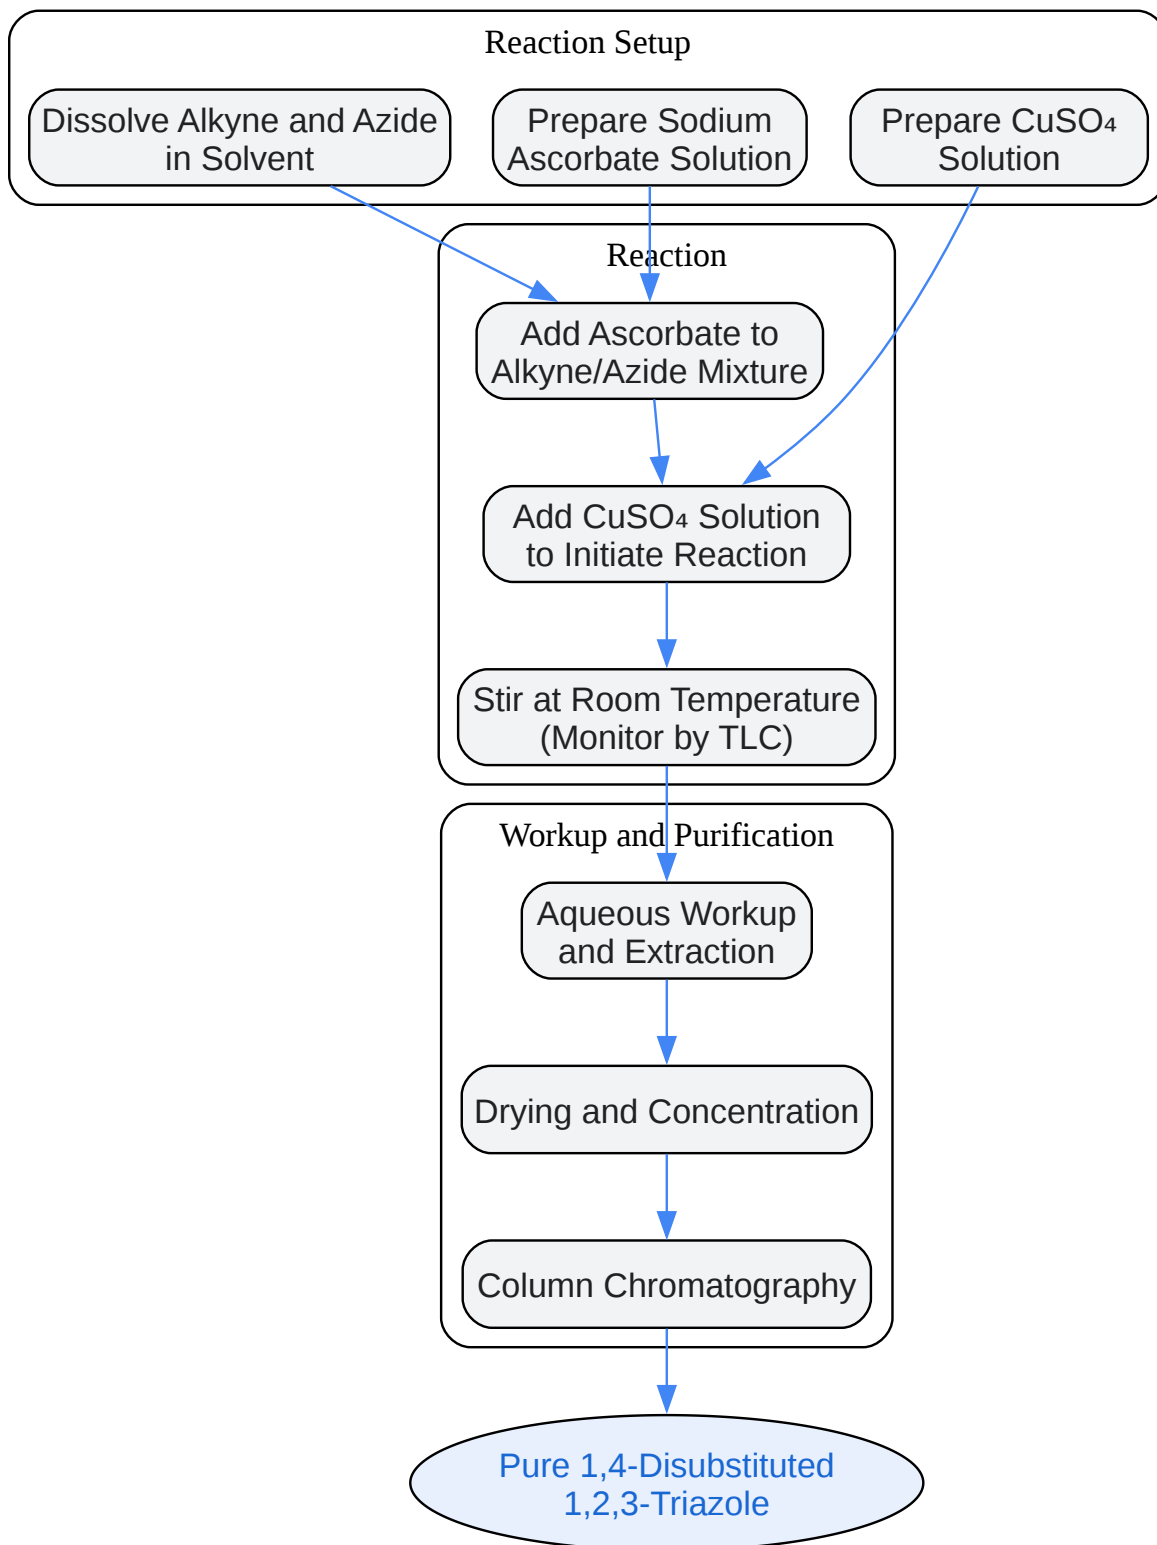 Reaction Setup
Dissolve Alkyne and Azide
in Solvent
Prepare Sodium
Ascorbate Solution
Prepare CuSO₄
Solution
Reaction
Add Ascorbate to
Alkyne/Azide Mixture
Add CuSO₄ Solution
to Initiate Reaction
Stir at Room Temperature
(Monitor by TLC)
Workup and Purification
Aqueous Workup
and Extraction
Drying and Concentration
Column Chromatography
Pure 1,4-Disubstituted
1,2,3-Triazole